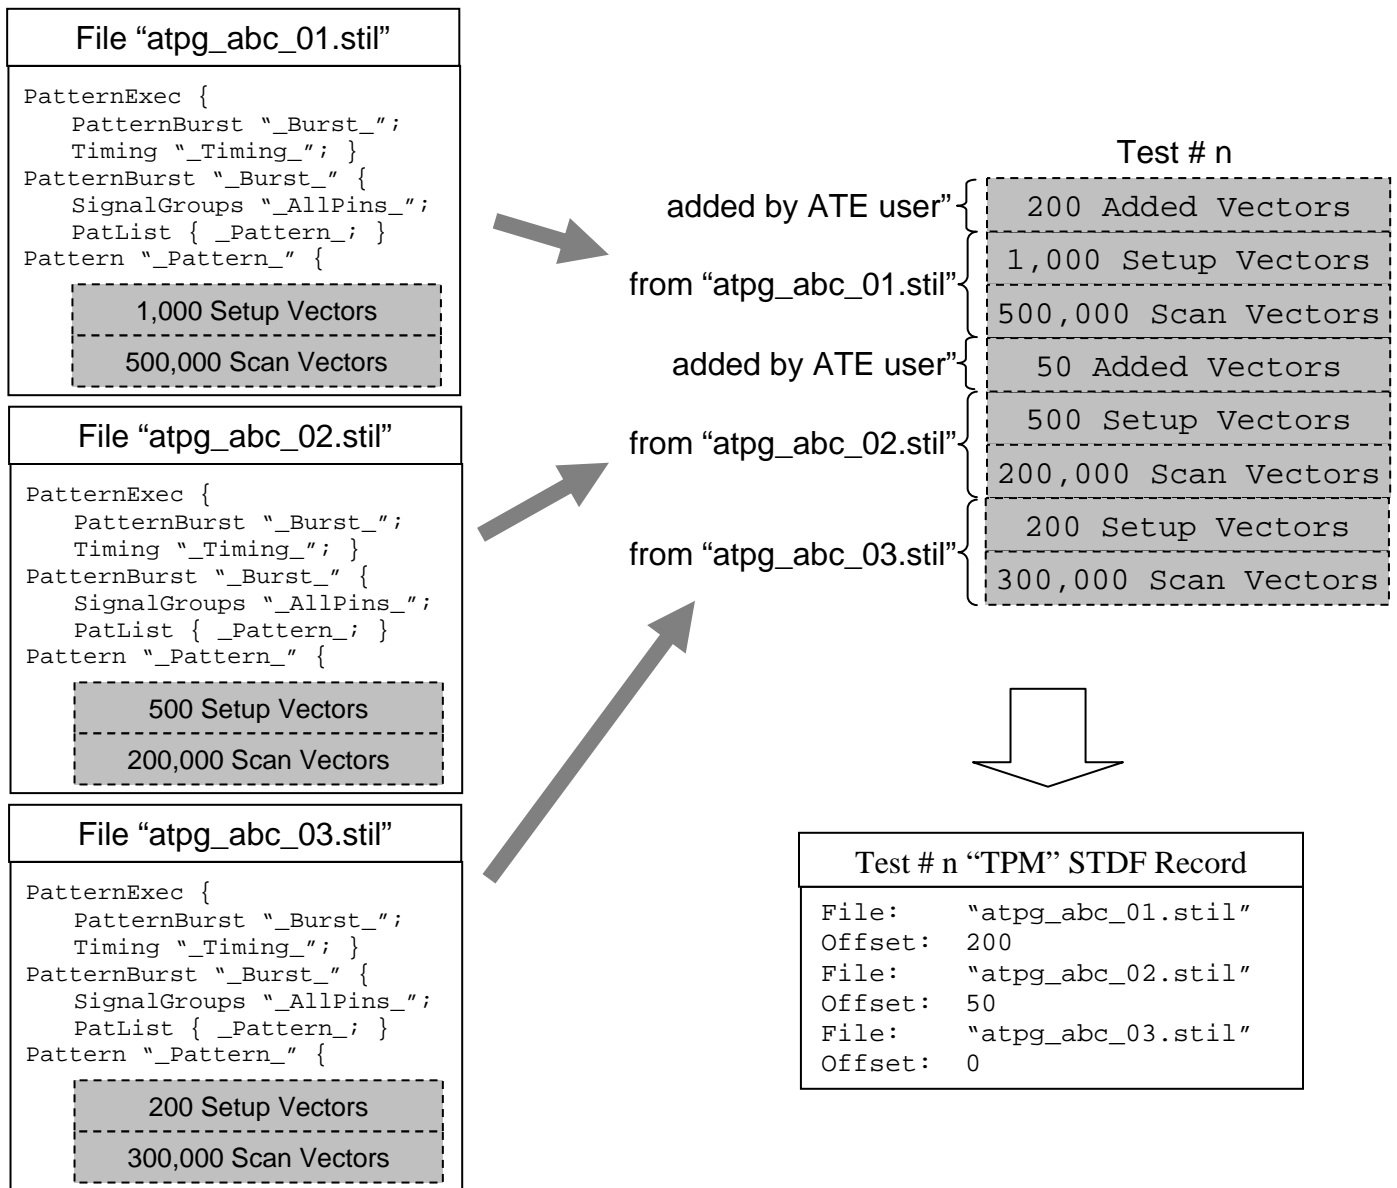 File “atpg_abc_01.stil”
PatternExec {
PatternBurst “_Burst_”;
Timing “_Timing_”; }
PatternBurst “_Burst_” {
SignalGroups “_AllPins_”;
PatList { _Pattern_; }
Pattern “_Pattern_” {
1,000 Setup Vectors
500,000 Scan Vectors
File “atpg_abc_02.stil”
PatternExec {
PatternBurst “_Burst_”;
Timing “_Timing_”; }
PatternBurst “_Burst_” {
SignalGroups “_AllPins_”;
PatList { _Pattern_; }
Pattern “_Pattern_” {
500 Setup Vectors
200,000 Scan Vectors
File “atpg_abc_03.stil”
PatternExec {
PatternBurst “_Burst_”;
Timing “_Timing_”; }
PatternBurst “_Burst_” {
SignalGroups “_AllPins_”;
PatList { _Pattern_; }
Pattern “_Pattern_” {
200 Setup Vectors
300,000 Scan Vectors
Test # n
added by ATE user”
200 Added Vectors
from “atpg_abc_01.stil”
1,000 Setup Vectors
500,000 Scan Vectors
added by ATE user”
50 Added Vectors
from “atpg_abc_02.stil”
500 Setup Vectors
200,000 Scan Vectors
from “atpg_abc_03.stil”
200 Setup Vectors
300,000 Scan Vectors
Test # n “TPM” STDF Record
File: “atpg_abc_01.stil”
Offset: 200
File: “atpg_abc_02.stil”
Offset: 50
File: “atpg_abc_03.stil”
Offset: 0